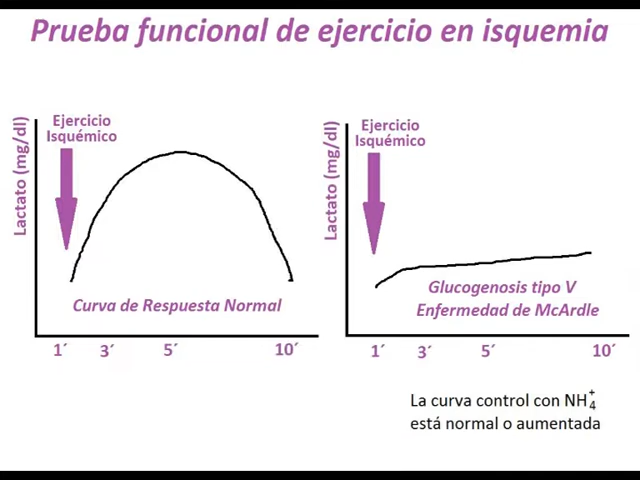 Prueba funcional de ejercicio en isquemia
Lactato (mg/dl)
Ejercicio
Isquémico
Curva de Respuesta Normal
1´ 3´ 5´ 10´
Lactato (mg/dl)
Ejercicio
Isquémico
Glucogenosis tipo V
Enfermedad de McArdle
1´ 3´ 5´ 10´
La curva control con NH₄⁺
está normal o aumentada